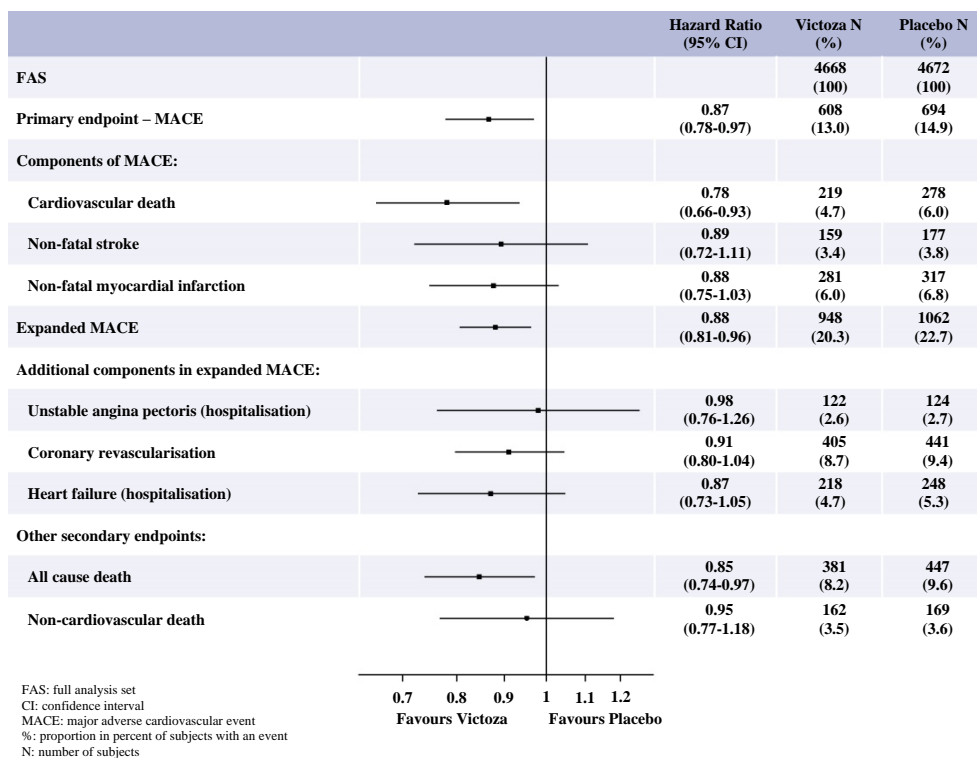 Hazard Ratio Victoza N Placebo N
(95% CI) (%) (%)
FAS 4668 4672
(100) (100)
Primary endpoint – MACE 0.87 608 694
(0.78-0.97) (13.0) (14.9)
Components of MACE:
Cardiovascular death 0.78 219 278
(0.66-0.93) (4.7) (6.0)
Non-fatal stroke 0.89 159 177
(0.72-1.11) (3.4) (3.8)
Non-fatal myocardial infarction 0.88 281 317
(0.75-1.03) (6.0) (6.8)
Expanded MACE 0.88 948 1062
(0.81-0.96) (20.3) (22.7)
Additional components in expanded MACE:
Unstable angina pectoris (hospitalisation) 0.98 122 124
(0.76-1.26) (2.6) (2.7)
Coronary revascularisation 0.91 405 441
(0.80-1.04) (8.7) (9.4)
Heart failure (hospitalisation) 0.87 218 248
(0.73-1.05) (4.7) (5.3)
Other secondary endpoints:
All cause death 0.85 381 447
(0.74-0.97) (8.2) (9.6)
Non-cardiovascular death 0.95 162 169
(0.77-1.18) (3.5) (3.6)
0.7 0.8 0.9 1 1.1 1.2
Favours Victoza Favours Placebo
FAS: full analysis set
CI: confidence interval
MACE: major adverse cardiovascular event
%: proportion in percent of subjects with an event
N: number of subjects